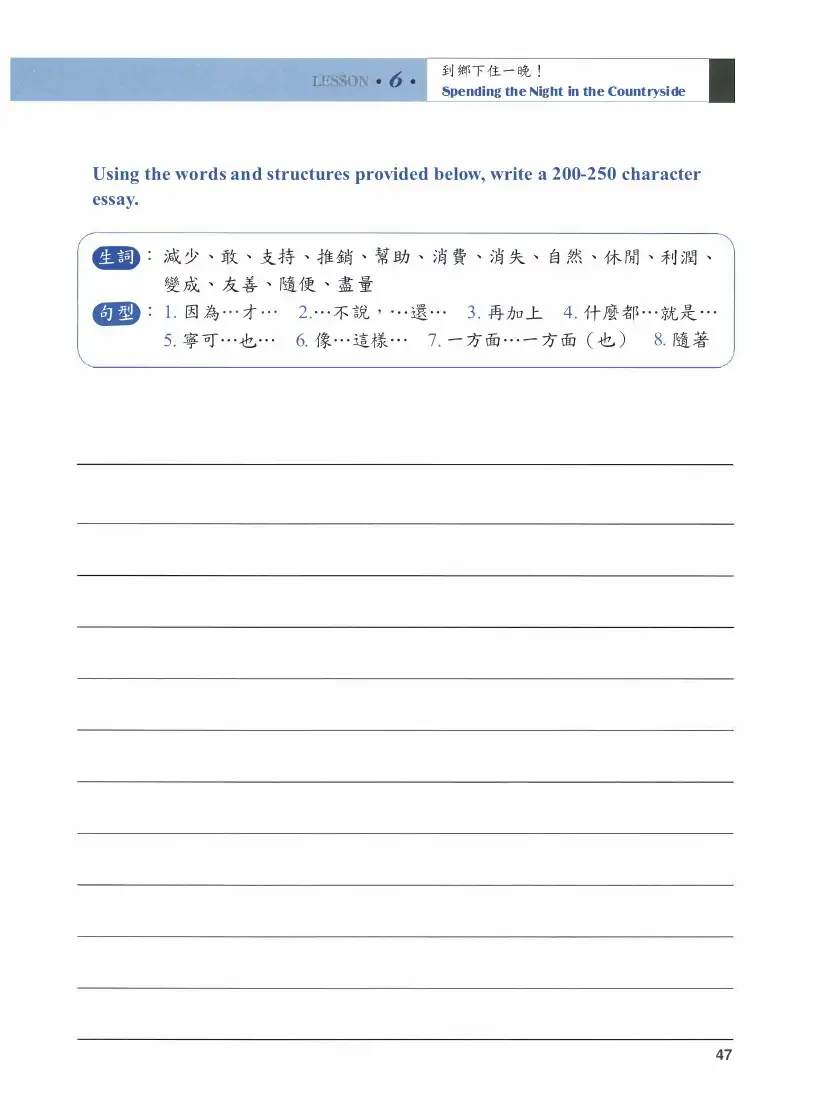 LESSON • 6 •
到鄉下住一晚！
Spending the Night in the Countryside
Using the words and structures provided below, write a 200-250 character
essay.
生詞：減少、敢、支持、推銷、幫助、消費、消失、自然、休閒、利潤、
變成、友善、隨便、盡量
句型：1. 因為…才… 2.…不說，…還… 3. 再加上 4. 什麼都…就是…
5. 寧可…也… 6. 像…這樣… 7. 一方面…一方面（也） 8. 隨著
47